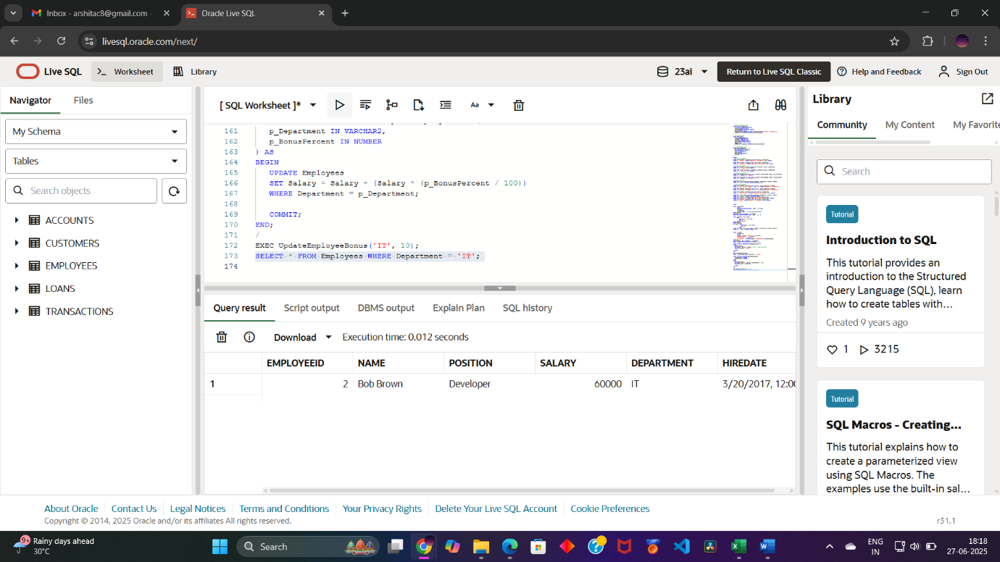 Inbox - arshitac8@gmail.com -
Oracle Live SQL
livesql.oracle.com/next/
Live SQL
Worksheet
Library
23ai
Return to Live SQL Classic
Help and Feedback
Sign Out
Navigator
Files
My Schema
Tables
Search objects
ACCOUNTS
CUSTOMERS
EMPLOYEES
LOANS
TRANSACTIONS
[ SQL Worksheet ]*
Aa
161 p_Department IN VARCHAR2,
162 p_BonusPercent IN NUMBER
163 ) AS
164 BEGIN
165 UPDATE Employees
166 SET Salary = Salary + (Salary * (p_BonusPercent / 100))
167 WHERE Department = p_Department;
168
169 COMMIT;
170 END;
171 /
172 EXEC UpdateEmployeeBonus('IT', 10);
173 SELECT * FROM Employees WHERE Department = 'IT';
174
Query result
Script output
DBMS output
Explain Plan
SQL history
Download
Execution time: 0.012 seconds
EMPLOYEEID NAME POSITION SALARY DEPARTMENT HIREDATE
1 2 Bob Brown Developer 60000 IT 3/20/2017, 12:00
Library
Community
My Content
My Favorite
Search
Tutorial
Introduction to SQL
This tutorial provides an
introduction to the Structured
Query Language (SQL), learn
how to create tables with...
Created 9 years ago
1 3215
Tutorial
SQL Macros - Creating...
This tutorial explains how to
create a parameterized view
using SQL Macros. The
examples use the built-in sal...
About Oracle
Contact Us
Legal Notices
Terms and Conditions
Your Privacy Rights
Delete Your Live SQL Account
Cookie Preferences
Copyright © 2014, 2025 Oracle and/or its affiliates All rights reserved.
r31.1
9+
Rainy days ahead
30°C
Search
ENG
IN
18:18
27-06-2025